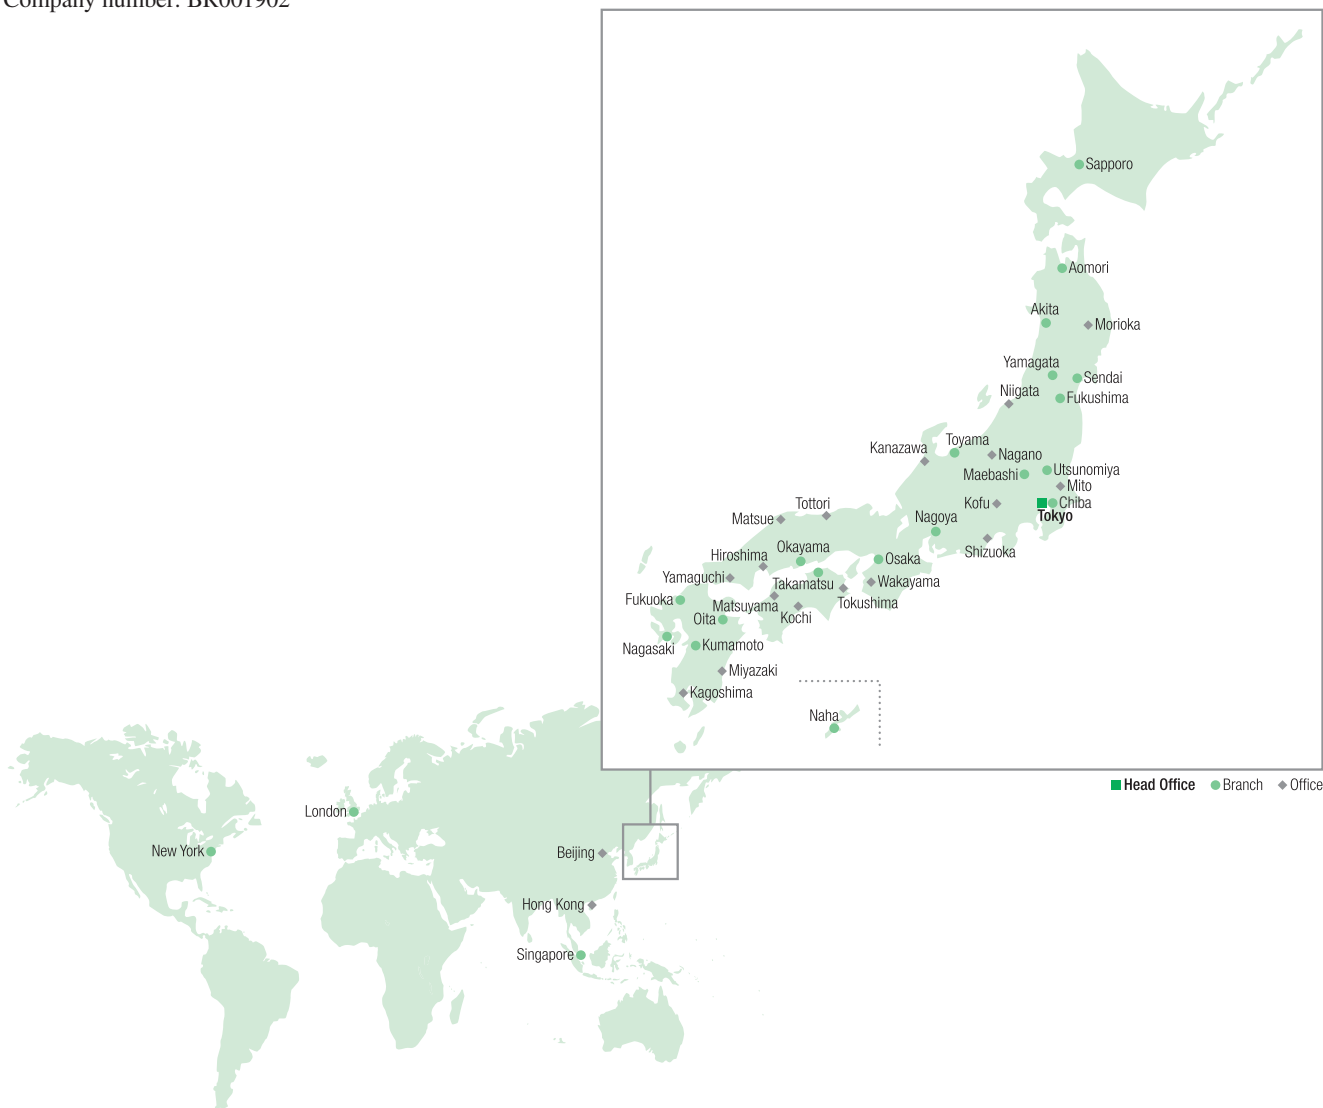 Company number: BR001902
Sapporo
Aomori
Akita
Morioka
Yamagata
Sendai
Niigata
Fukushima
Toyama
Kanazawa
Nagano
Utsunomiya
Maebashi
Mito
Tottori
Kofu
Chiba
Matsue
Nagoya
Tokyo
Okayama
Shizuoka
Hiroshima
Osaka
Yamaguchi
Takamatsu
Wakayama
Fukuoka
Matsuyama
Tokushima
Oita
Kochi
Nagasaki
Kumamoto
Miyazaki
Kagoshima
Naha
Head Office
Branch
Office
London
New York
Beijing
Hong Kong
Singapore